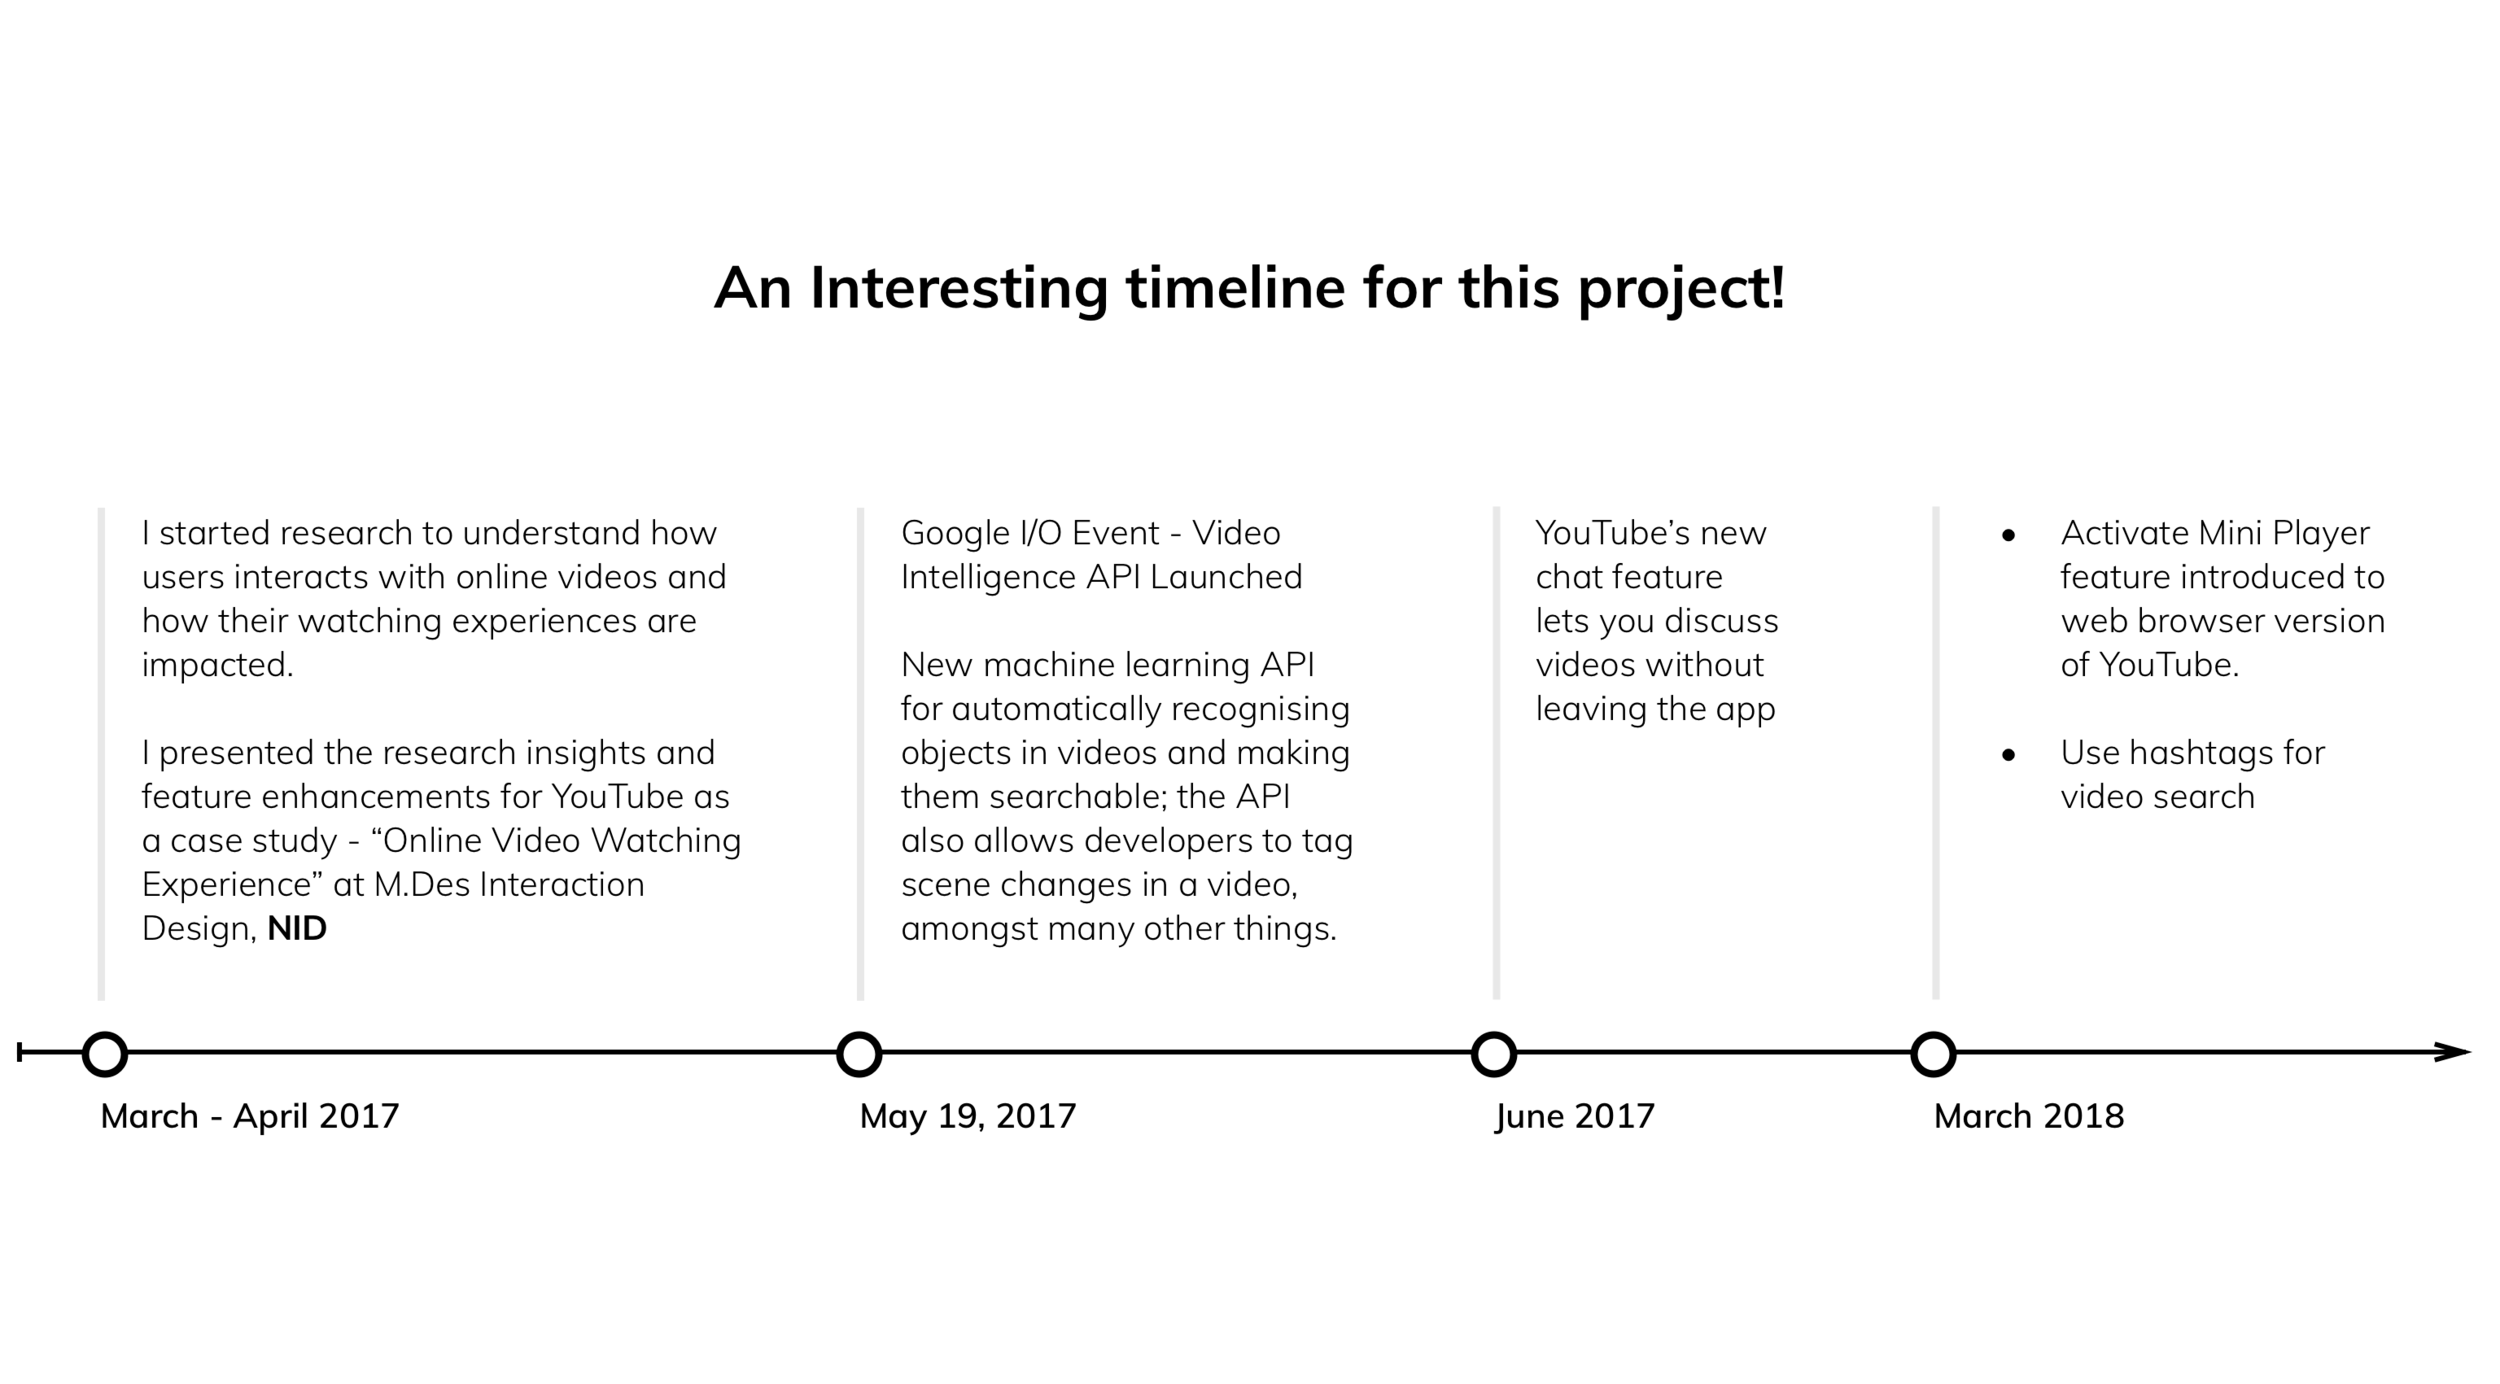 An Interesting timeline for this project!
I started research to understand how
users interacts with online videos and
how their watching experiences are
impacted.
I presented the research insights and
feature enhancements for YouTube as
a case study - “Online Video Watching
Experience” at M.Des Interaction
Design, NID
Google I/O Event - Video
Intelligence API Launched
New machine learning API
for automatically recognising
objects in videos and making
them searchable; the API
also allows developers to tag
scene changes in a video,
amongst many other things.
YouTube’s new
chat feature
lets you discuss
videos without
leaving the app
• Activate Mini Player
feature introduced to
web browser version
of YouTube.
• Use hashtags for
video search
March - April 2017
May 19, 2017
June 2017
March 2018